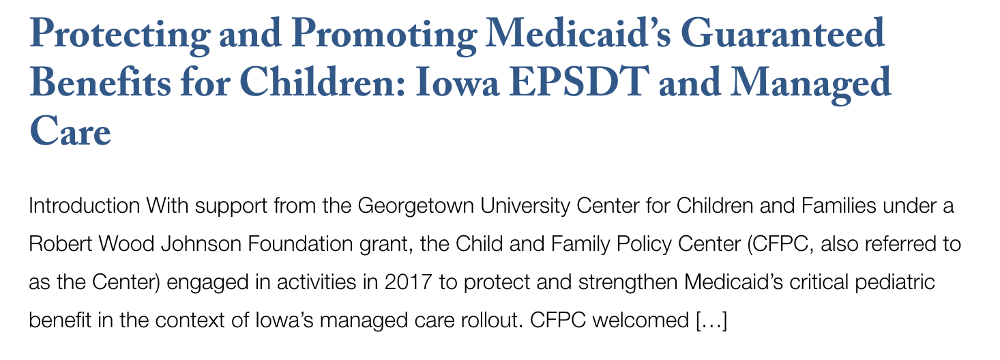 Protecting and Promoting Medicaid’s Guaranteed
Benefits for Children: Iowa EPSDT and Managed
Care
Introduction With support from the Georgetown University Center for Children and Families under a
Robert Wood Johnson Foundation grant, the Child and Family Policy Center (CFPC, also referred to
as the Center) engaged in activities in 2017 to protect and strengthen Medicaid’s critical pediatric
benefit in the context of Iowa’s managed care rollout. CFPC welcomed […]